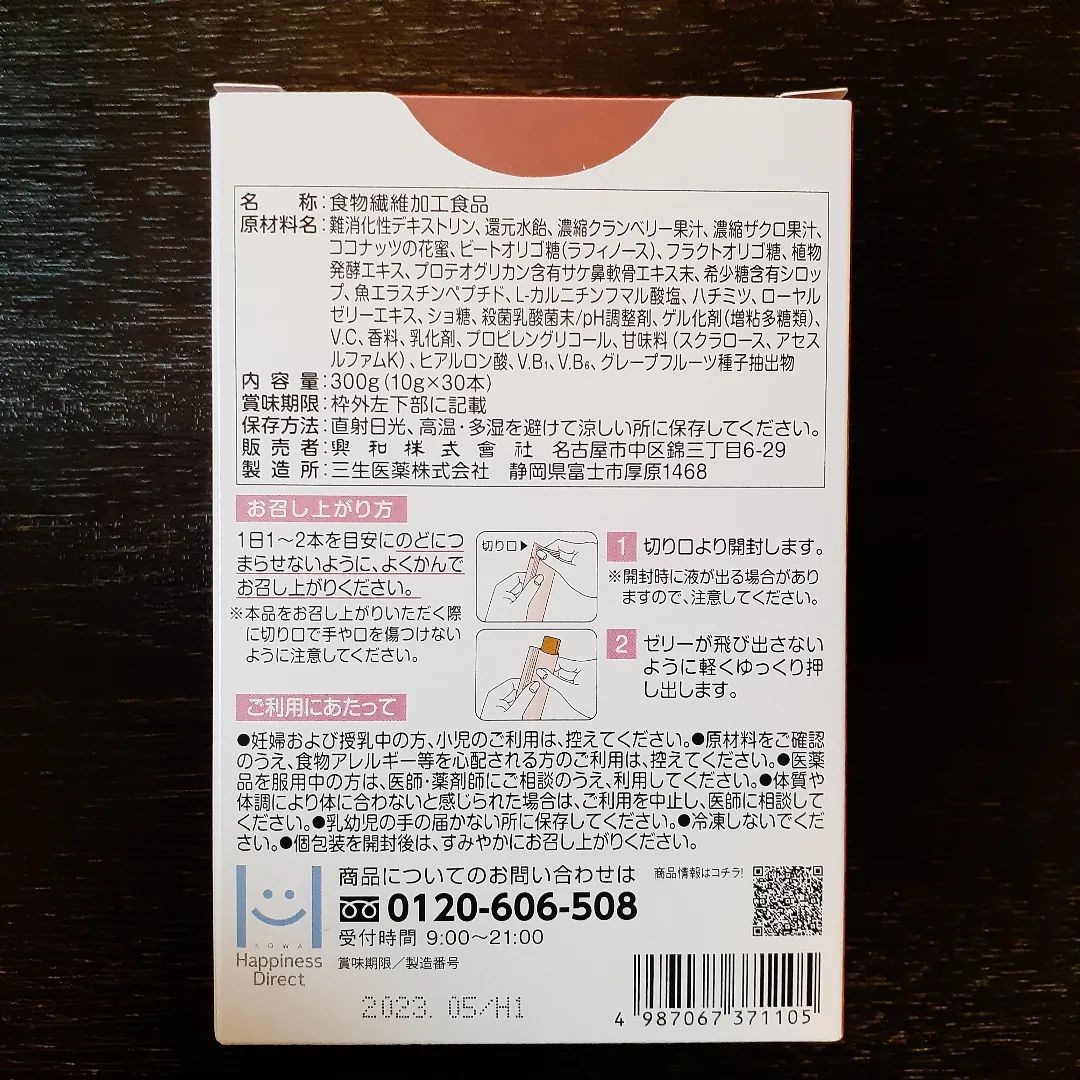 名称:食物繊維加工食品
原材料名:難消化性デキストリン、還元水飴、濃縮クランベリー果汁、濃縮ザクロ果汁、
ココナッツの花蜜、ビートオリゴ糖(ラフィノース)、フラクトオリゴ糖、植物
発酵エキス、プロテオグリカン含有サケ鼻軟骨エキス末、希少糖含有シロッ
プ、魚エラスチンペプチド、L-カルニチンフマル酸塩、ハチミツ、ローヤル
ゼリーエキス、ショ糖、殺菌乳酸菌末/pH調整剤、ゲル化剤(増粘多糖類)、
V.C、香料、乳化剤、プロピレングリコール、甘味料(スクラロース、アセス
ルファムK)、ヒアルロン酸、V.B₁、V.B₆、グレープフルーツ種子抽出物
内容量:300g(10g×30本)
賞味期限:枠外左下部に記載
保存方法:直射日光、高温・多湿を避けて涼しい所に保存してください。
販売者:興和株式會社 名古屋市中区錦三丁目6-29
製造所:三生医薬株式会社 静岡県富士市厚原1468
お召し上がり方
1日1~2本を目安にのどにつ
まらせないように、よくかんで
お召し上がりください。
※本品をお召し上がりいただく際
に切り口で手や口を傷つけない
ように注意してください。
切り口▶
1 切り口より開封します。
※開封時に液が出る場合があり
ますので、注意してください。
2 ゼリーが飛び出さない
ように軽くゆっくり押
し出します。
ご利用にあたって
●妊婦および授乳中の方、小児のご利用は、控えてください。●原材料をご確認
のうえ、食物アレルギー等を心配される方のご利用は、控えてください。●医薬
品を服用中の方は、医師・薬剤師にご相談のうえ、利用してください。●体質や
体調により体に合わないと感じられた場合は、ご利用を中止し、医師に相談して
ください。●乳幼児の手の届かない所に保存してください。●冷凍しないでくだ
さい。●個包装を開封後は、すみやかにお召し上がりください。
KOWA
Happiness
Direct
商品についてのお問い合わせは
0120-606-508
受付時間 9:00~21:00
商品情報はコチラ!
賞味期限/製造番号
2023. 05/H1
4 987067 371105